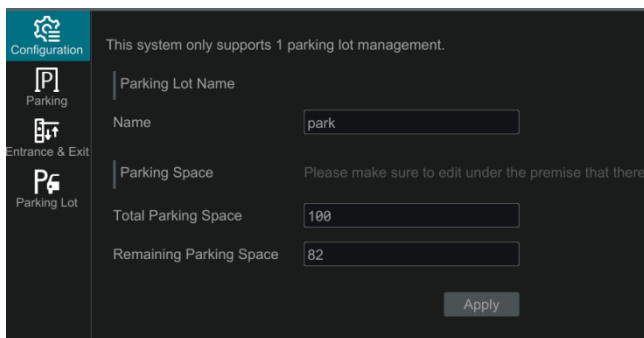 Configuration
Parking
Entrance & Exit
Parking Lot
This system only supports 1 parking lot management.
Parking Lot Name
Name park
Parking Space Please make sure to edit under the premise that there
Total Parking Space 100
Remaining Parking Space 82
Apply